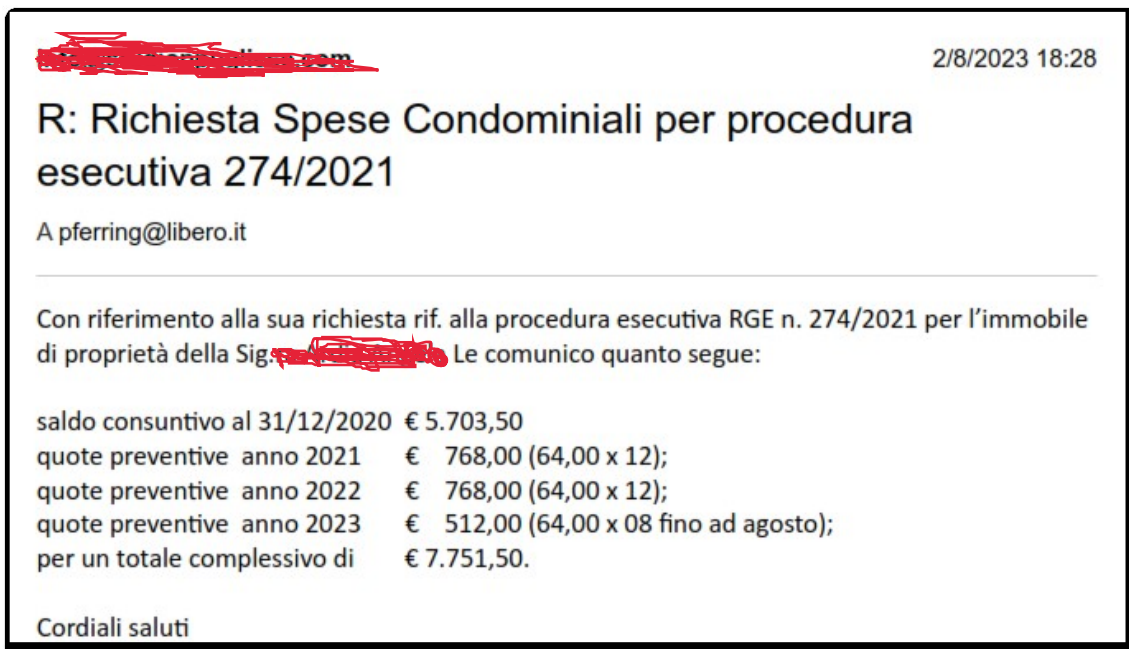 2/8/2023 18:28
R: Richiesta Spese Condominiali per procedura
esecutiva 274/2021
A pferring@libero.it
Con riferimento alla sua richiesta rif. alla procedura esecutiva RGE n. 274/2021 per l'immobile
di proprietà della Sig. Le comunico quanto segue:
saldo consuntivo al 31/12/2020 € 5.703,50
quote preventive anno 2021 € 768,00 (64,00 x 12);
quote preventive anno 2022 € 768,00 (64,00 x 12);
quote preventive anno 2023 € 512,00 (64,00 x 08 fino ad agosto);
per un totale complessivo di € 7.751,50.
Cordiali saluti